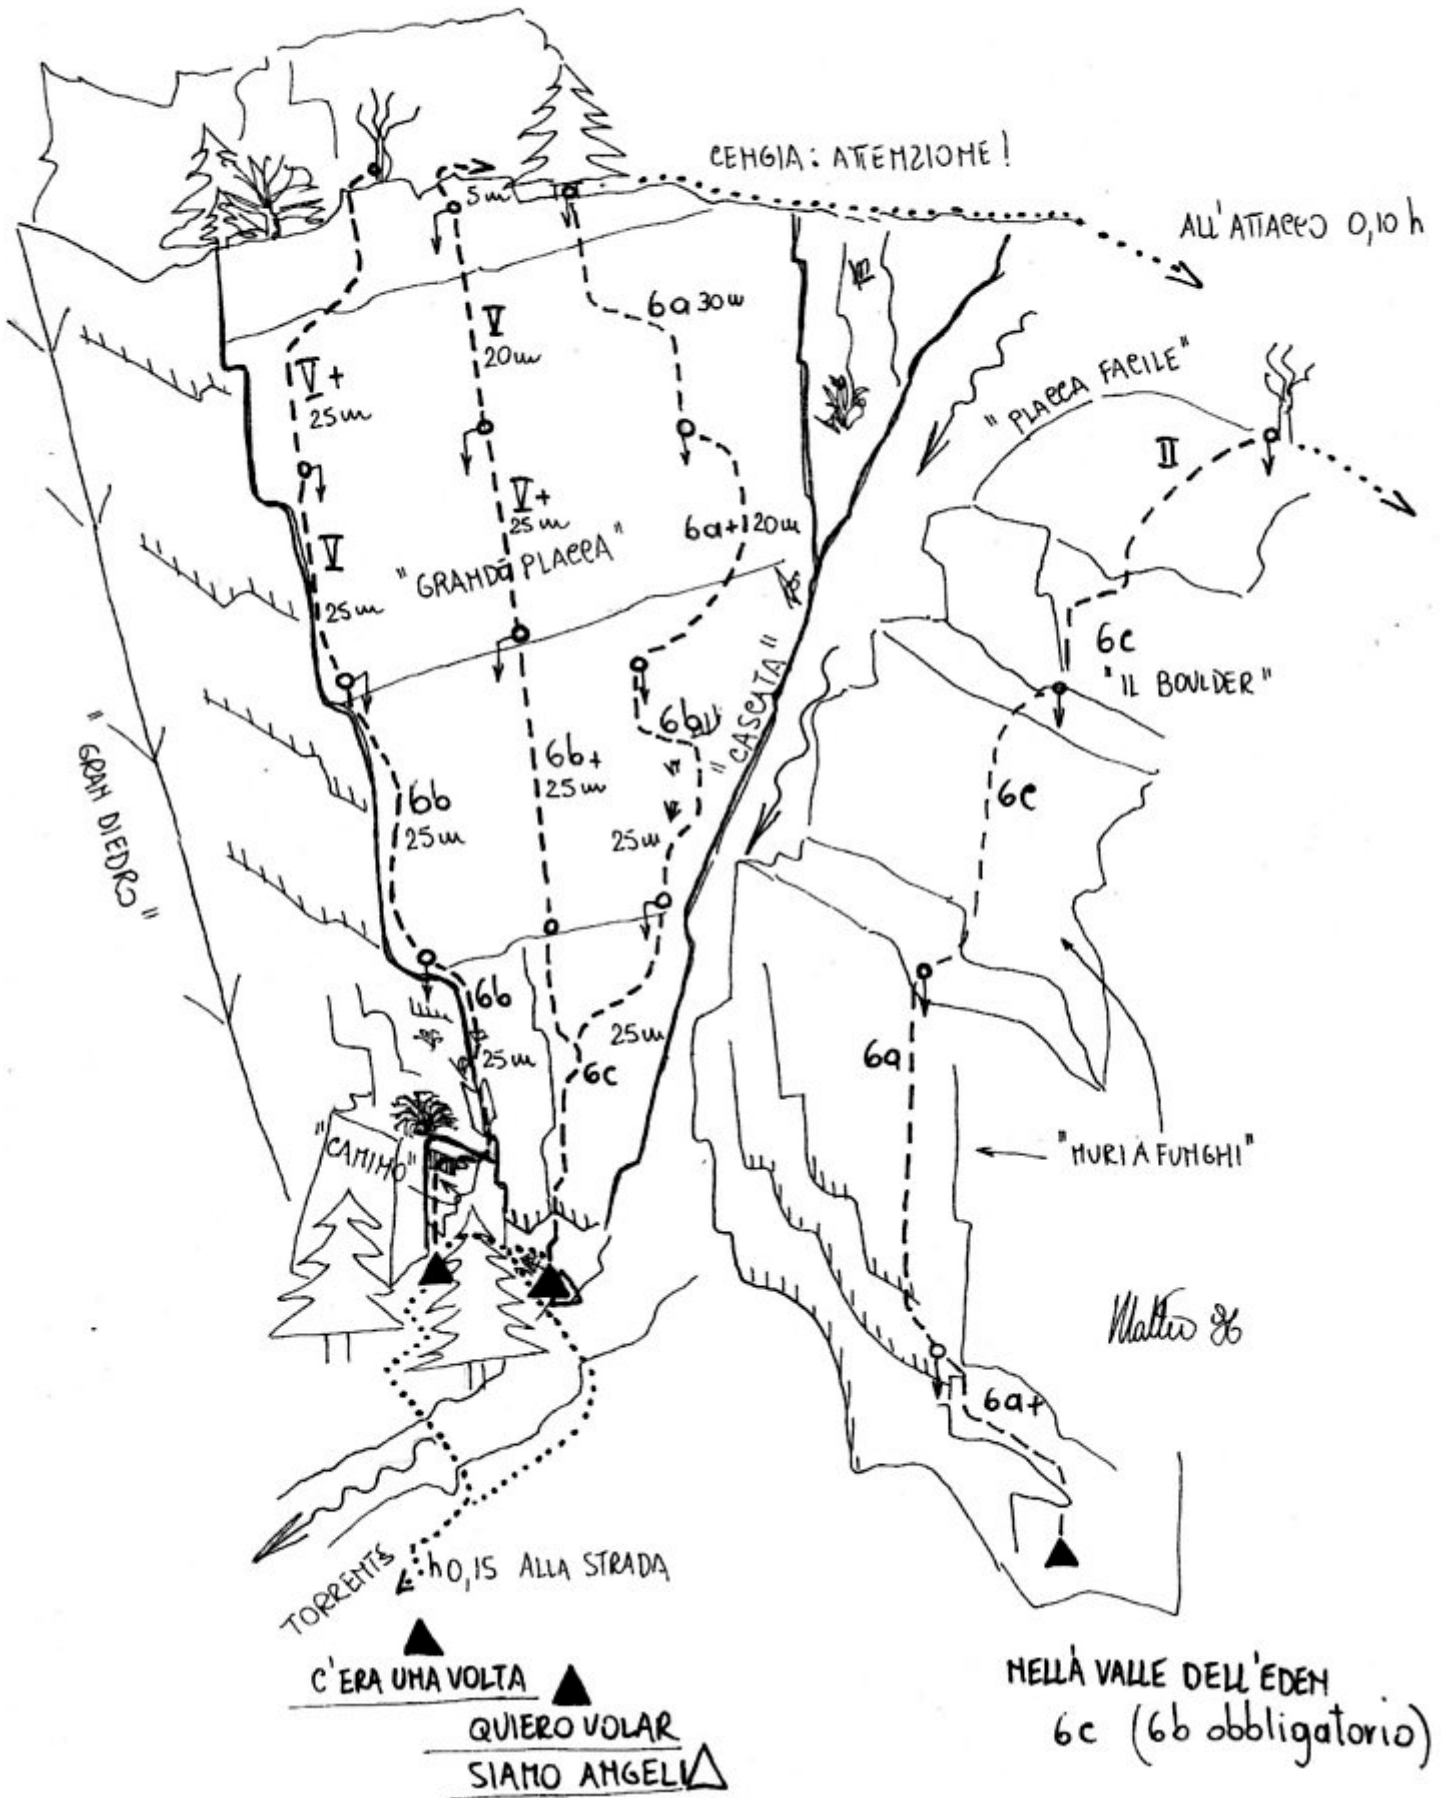 CENGIA: ATTENZIONE!
ALL'ATTACCO 0,10 h
5m
6a 30m
V
20m
V+
25m
"PLACCA FACILE"
II
V+
25m
6a+ 20m
V
25m
"GRANDE PLACCA"
6c
"IL BOULDER"
"CASCATA"
6b
6b+
25m
6b
25m
25m
6c
"GRAN DIEDRO"
6b
25m
25m
6c
6a
"CAMINO"
"MURI A FUNGHI"
Matteo 96
6a+
TORRENTE
h 0,15 ALLA STRADA
C'ERA UNA VOLTA
QUIERO VOLAR
SIAMO ANGELI
NELLA VALLE DELL'EDEN
6c (6b obbligatorio)